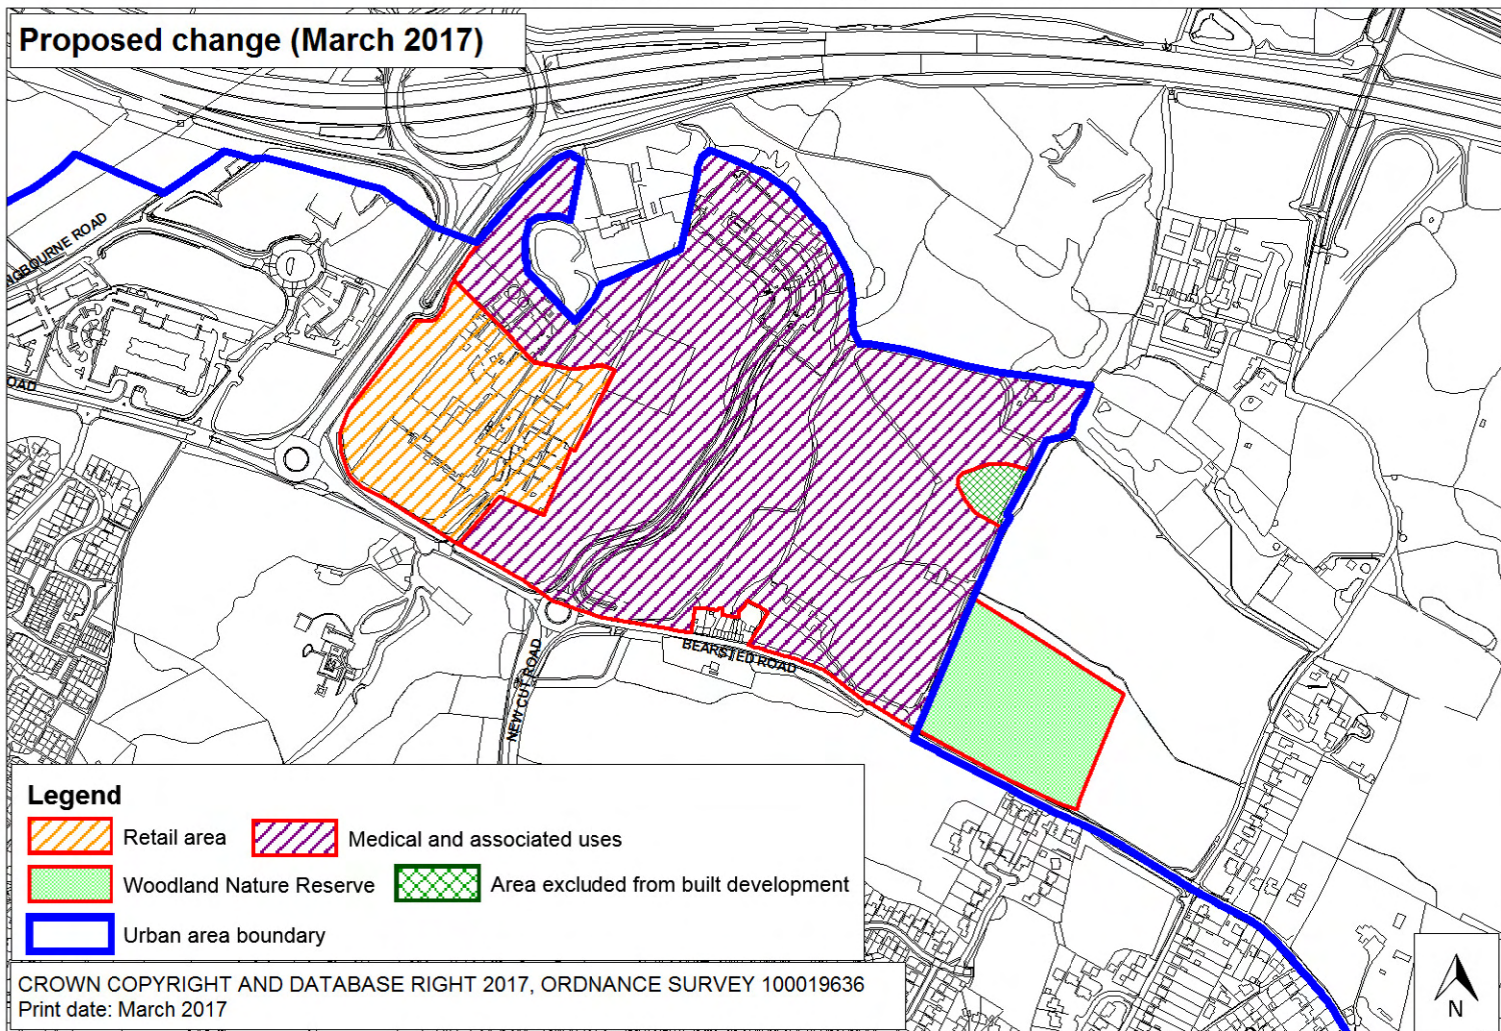 Proposed change (March 2017)
NGBOURNE ROAD
OAD
NEW CUT ROAD
BEARSTED ROAD
Legend
Retail area
Medical and associated uses
Woodland Nature Reserve
Area excluded from built development
Urban area boundary
CROWN COPYRIGHT AND DATABASE RIGHT 2017, ORDNANCE SURVEY 100019636
Print date: March 2017
N